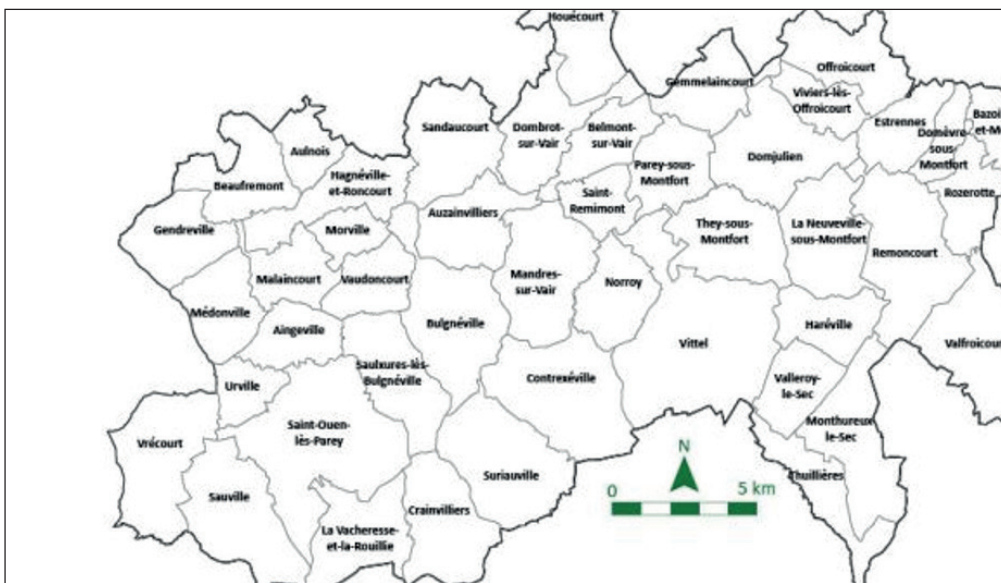 Houécourt
Offroicourt
Gemmelaincourt
Viviers-lès-
Offroicourt
Estrennes
Sandaucourt
Dombrot-
sur-Vair
Belmont-
sur-Vair
Domèvre-
sous-
Montfort
Aulnois
Domjulien
Hagnéville-
et-Roncourt
Parey-sous-
Montfort
Beaufremont
Saint-
Remimont
Rozerotte
Auzainvilliers
Gendreville
Morville
They-sous-
Montfort
La Neuveville-
sous-Montfort
Remoncourt
Malaincourt
Vaudoncourt
Mandres-
sur-Vair
Norroy
Médonville
Aingeville
Bulgnéville
Haréville
Vittel
Saulxures-lès-
Bulgnéville
Contrexéville
Valleroy-
le-Sec
Urville
Saint-Ouen-
lès-Parey
Monthureux
le-Sec
Vrécourt
N
Suriauville
Thuillières
0 5 km
Sauville
Crainvilliers
La Vacheresse-
et-la-Rouillie